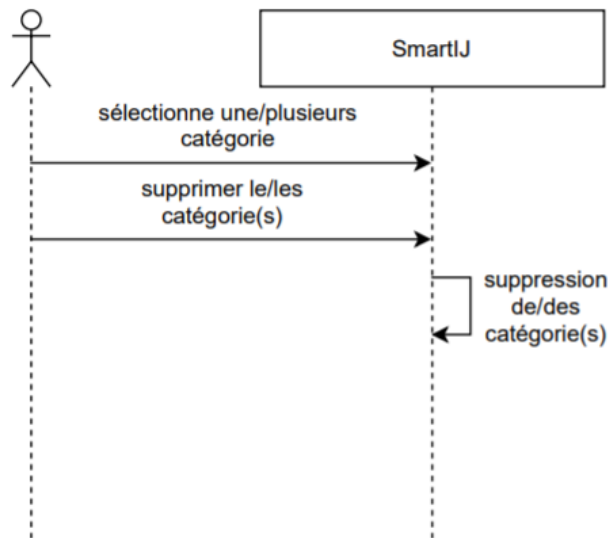 SmartIJ
sélectionne une/plusieurs
catégorie
supprimer le/les
catégorie(s)
suppression
de/des
catégorie(s)